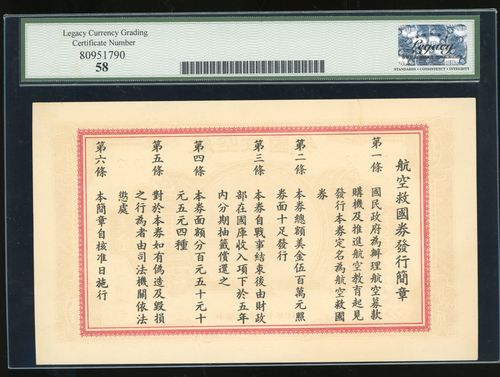 Legacy Currency Grading
Certificate Number
80951790
58
Legacy
STANDARDS • CONSISTENCY • INTEGRITY
航空救國券發行簡章
第一條 國民政府為辦理航空募款
購機及推進航空教育起見
發行本券定名為航空救國
券
第二條 本券總額美金伍百萬元照
券面十足發行
第三條 本券自戰事結束後由財政
部在國庫收入項下於五年
內分期抽籤償還之
第四條 本券面額分百元五十元十
元五元四種
第五條 對於本券如有偽造及毀損
之行為者由司法機關依法
懲處
第六條 本簡章自核准日施行